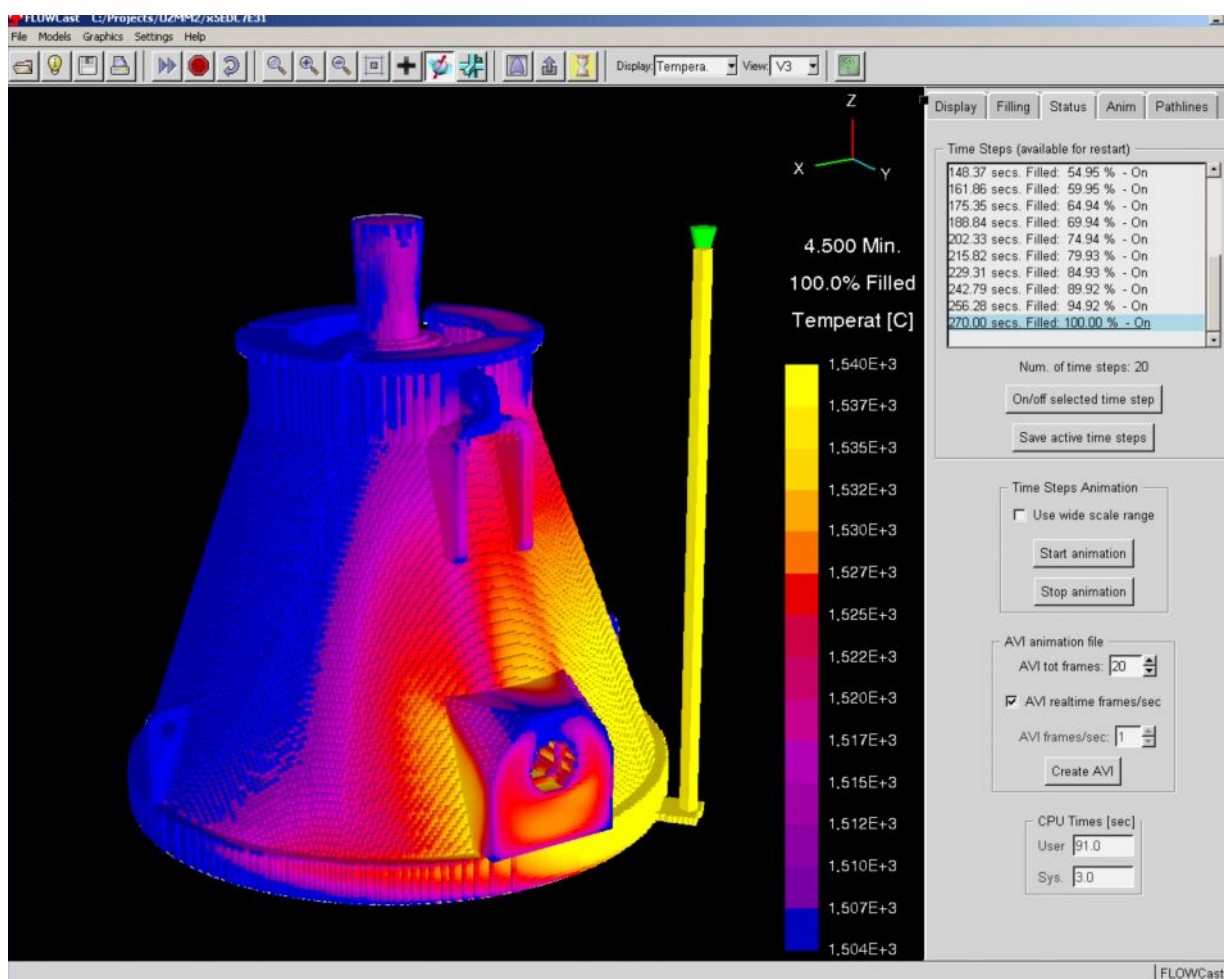 FLOWCast C:/Projects/02MM2/x5EDC7E31
File Models Graphics Settings Help
Display: Tempera. View: V3
Display Filling Status Anim Pathlines
Z
X
Y
4.500 Min.
100.0% Filled
Temperat [C]
1,540E+3
1,537E+3
1,535E+3
1,532E+3
1,530E+3
1,527E+3
1,525E+3
1,522E+3
1,520E+3
1,517E+3
1,515E+3
1,512E+3
1,510E+3
1,507E+3
1,504E+3
Time Steps (available for restart)
148.37 secs. Filled: 54.95 % - On
161.86 secs. Filled: 59.95 % - On
175.35 secs. Filled: 64.94 % - On
188.84 secs. Filled: 69.94 % - On
202.33 secs. Filled: 74.94 % - On
215.82 secs. Filled: 79.93 % - On
229.31 secs. Filled: 84.93 % - On
242.79 secs. Filled: 89.92 % - On
256.28 secs. Filled: 94.92 % - On
270.00 secs. Filled: 100.00 % - On
Num. of time steps: 20
On/off selected time step
Save active time steps
Time Steps Animation
Use wide scale range
Start animation
Stop animation
AVI animation file
AVI tot frames: 20
AVI realtime frames/sec
AVI frames/sec: 1
Create AVI
CPU Times [sec]
User 91.0
Sys. 3.0
FLOWCast